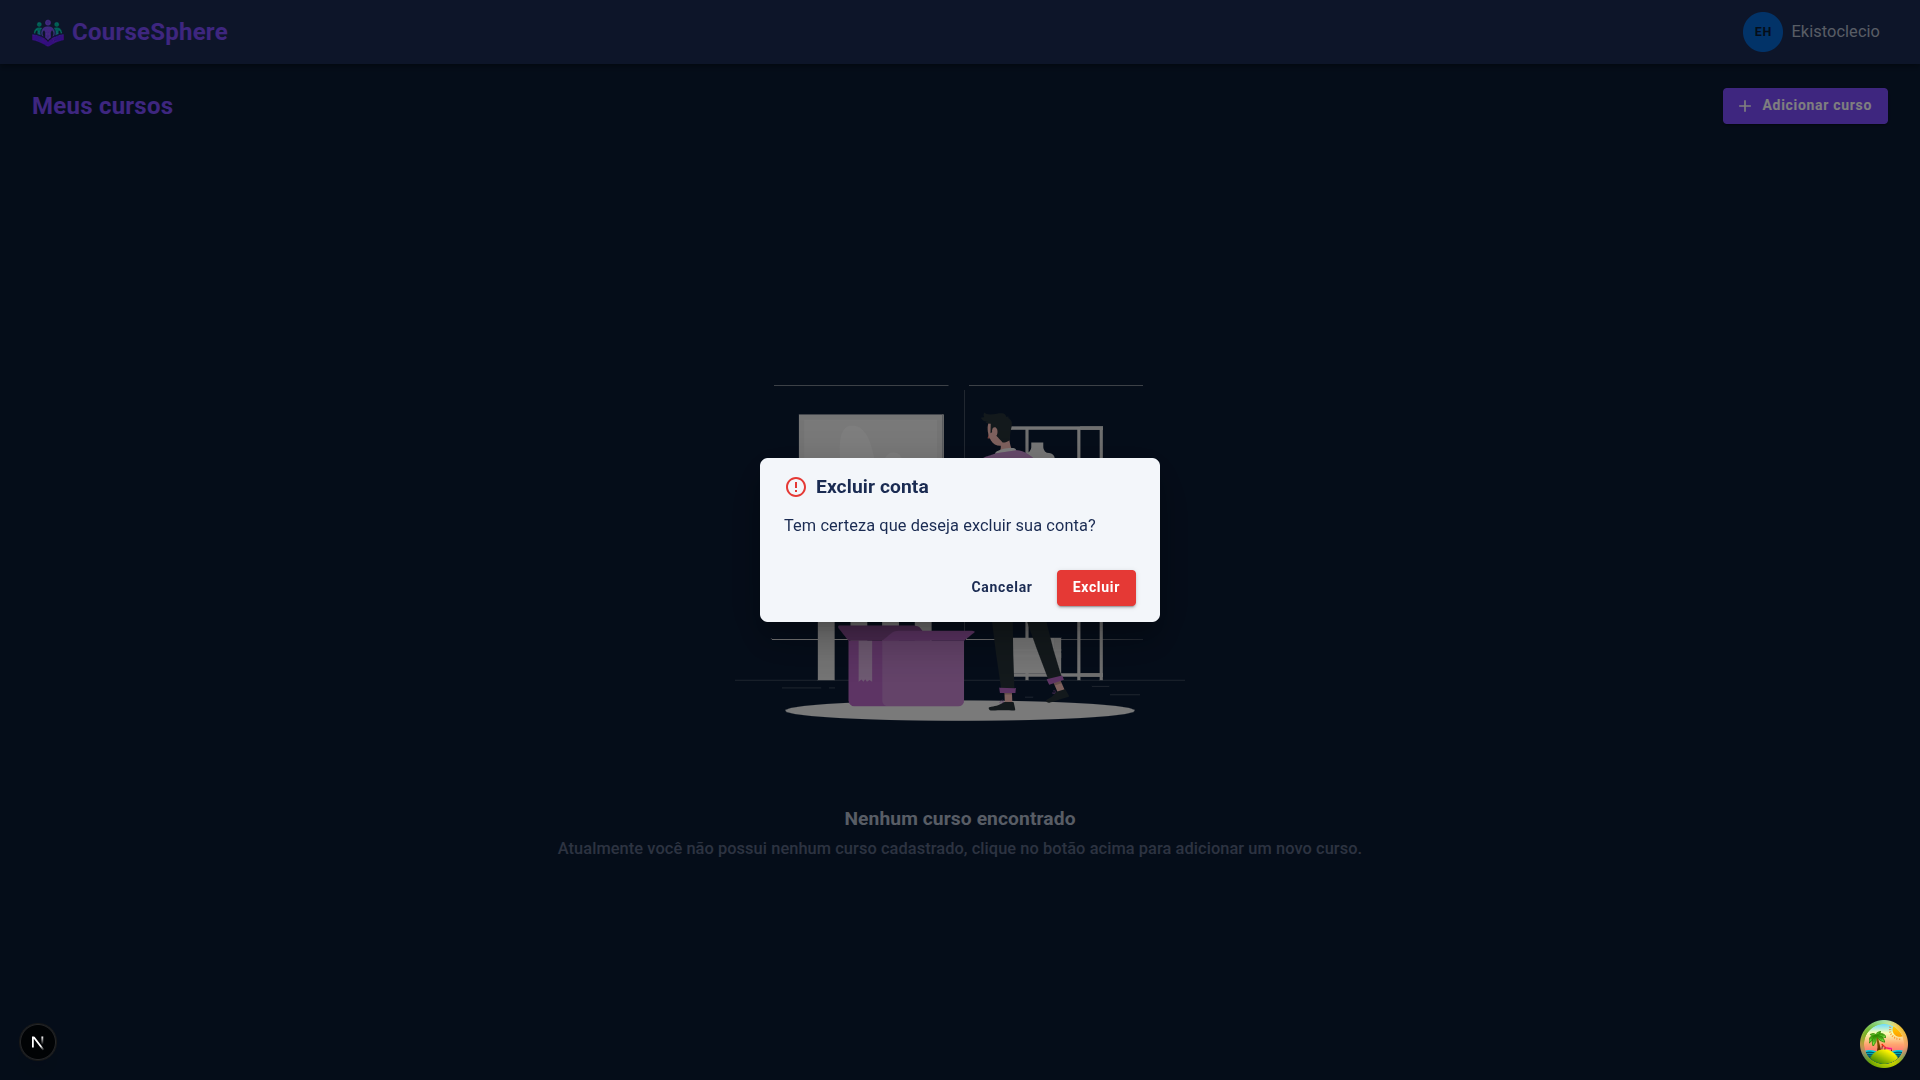 CourseSphere
EH Ekistoclecio
Meus cursos
Adicionar curso
Excluir conta
Tem certeza que deseja excluir sua conta?
Cancelar Excluir
Nenhum curso encontrado
Atualmente você não possui nenhum curso cadastrado, clique no botão acima para adicionar um novo curso.
N